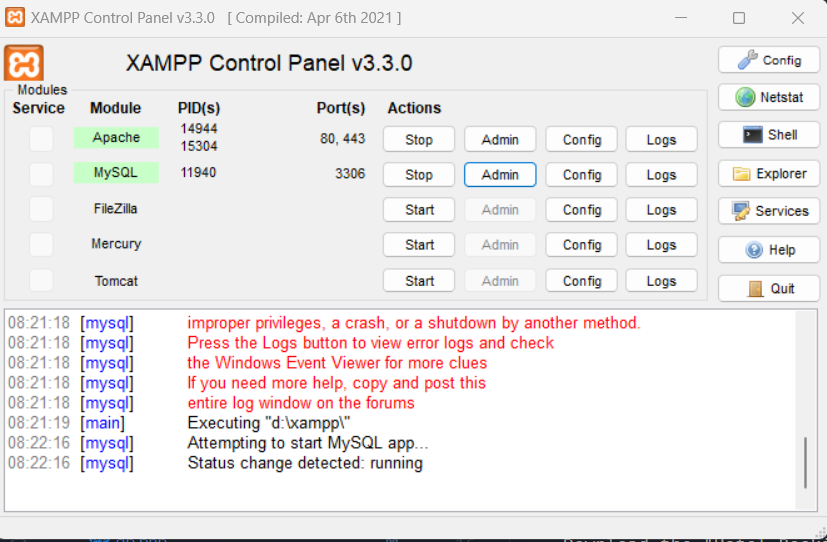 XAMPP Control Panel v3.3.0 [ Compiled: Apr 6th 2021 ]
XAMPP Control Panel v3.3.0
Config
Modules
Service Module PID(s) Port(s) Actions
Netstat
Apache 14944 15304 80, 443 Stop Admin Config Logs
Shell
MySQL 11940 3306 Stop Admin Config Logs
Explorer
FileZilla Start Admin Config Logs
Services
Mercury Start Admin Config Logs
Help
Tomcat Start Admin Config Logs
Quit
08:21:18 [mysql] improper privileges, a crash, or a shutdown by another method.
08:21:18 [mysql] Press the Logs button to view error logs and check
08:21:18 [mysql] the Windows Event Viewer for more clues
08:21:18 [mysql] If you need more help, copy and post this
08:21:18 [mysql] entire log window on the forums
08:21:19 [main] Executing "d:\xampp\"
08:22:16 [mysql] Attempting to start MySQL app...
08:22:16 [mysql] Status change detected: running